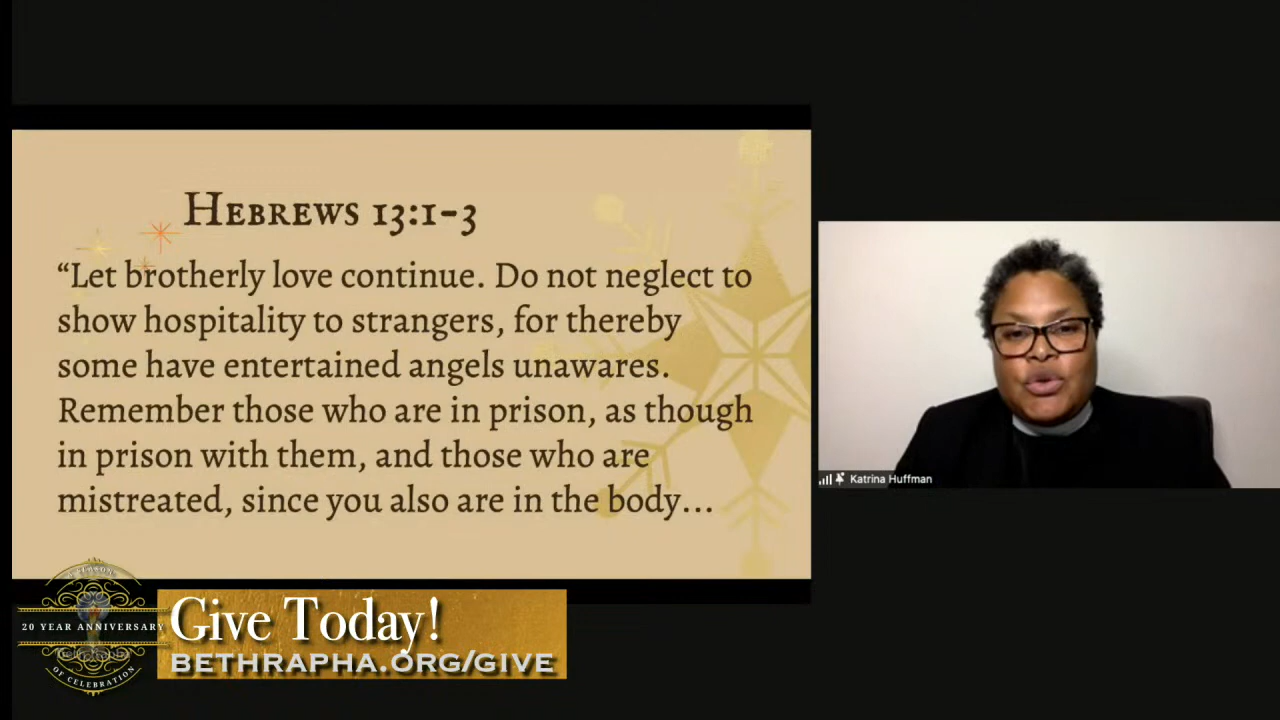 Hebrews 13:1-3
“Let brotherly love continue. Do not neglect to
show hospitality to strangers, for thereby
some have entertained angels unawares.
Remember those who are in prison, as though
in prison with them, and those who are
mistreated, since you also are in the body...
Katrina Huffman
A SEASON
20 YEAR ANNIVERSARY
OF CELEBRATION
Give Today!
BETHRAPHA.ORG/GIVE